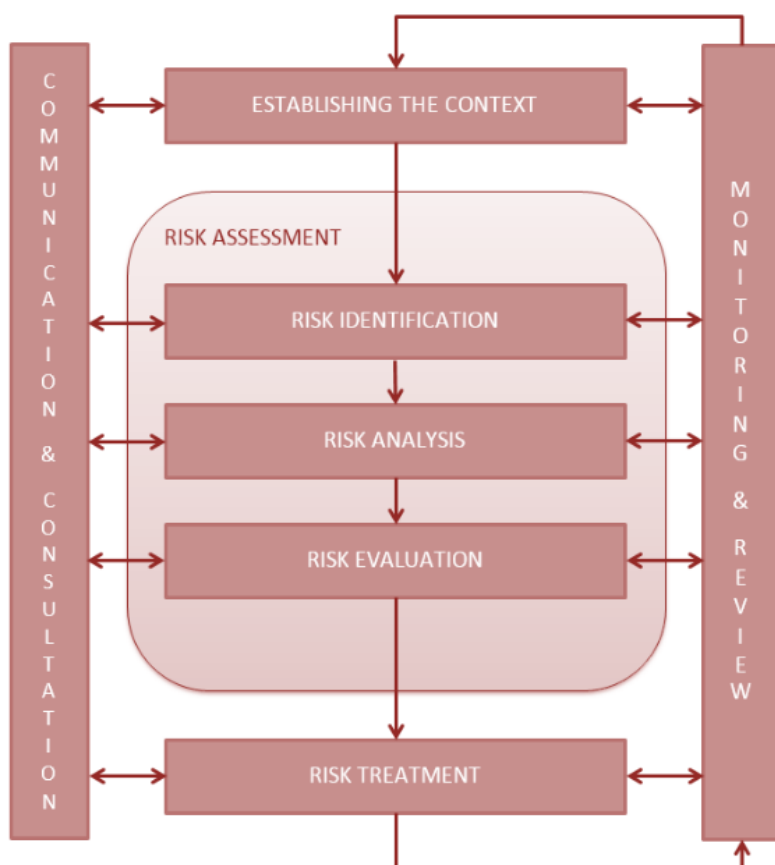 COMMUNICATION & CONSULTATION
ESTABLISHING THE CONTEXT
RISK ASSESSMENT
RISK IDENTIFICATION
RISK ANALYSIS
RISK EVALUATION
RISK TREATMENT
MONITORING & REVIEW